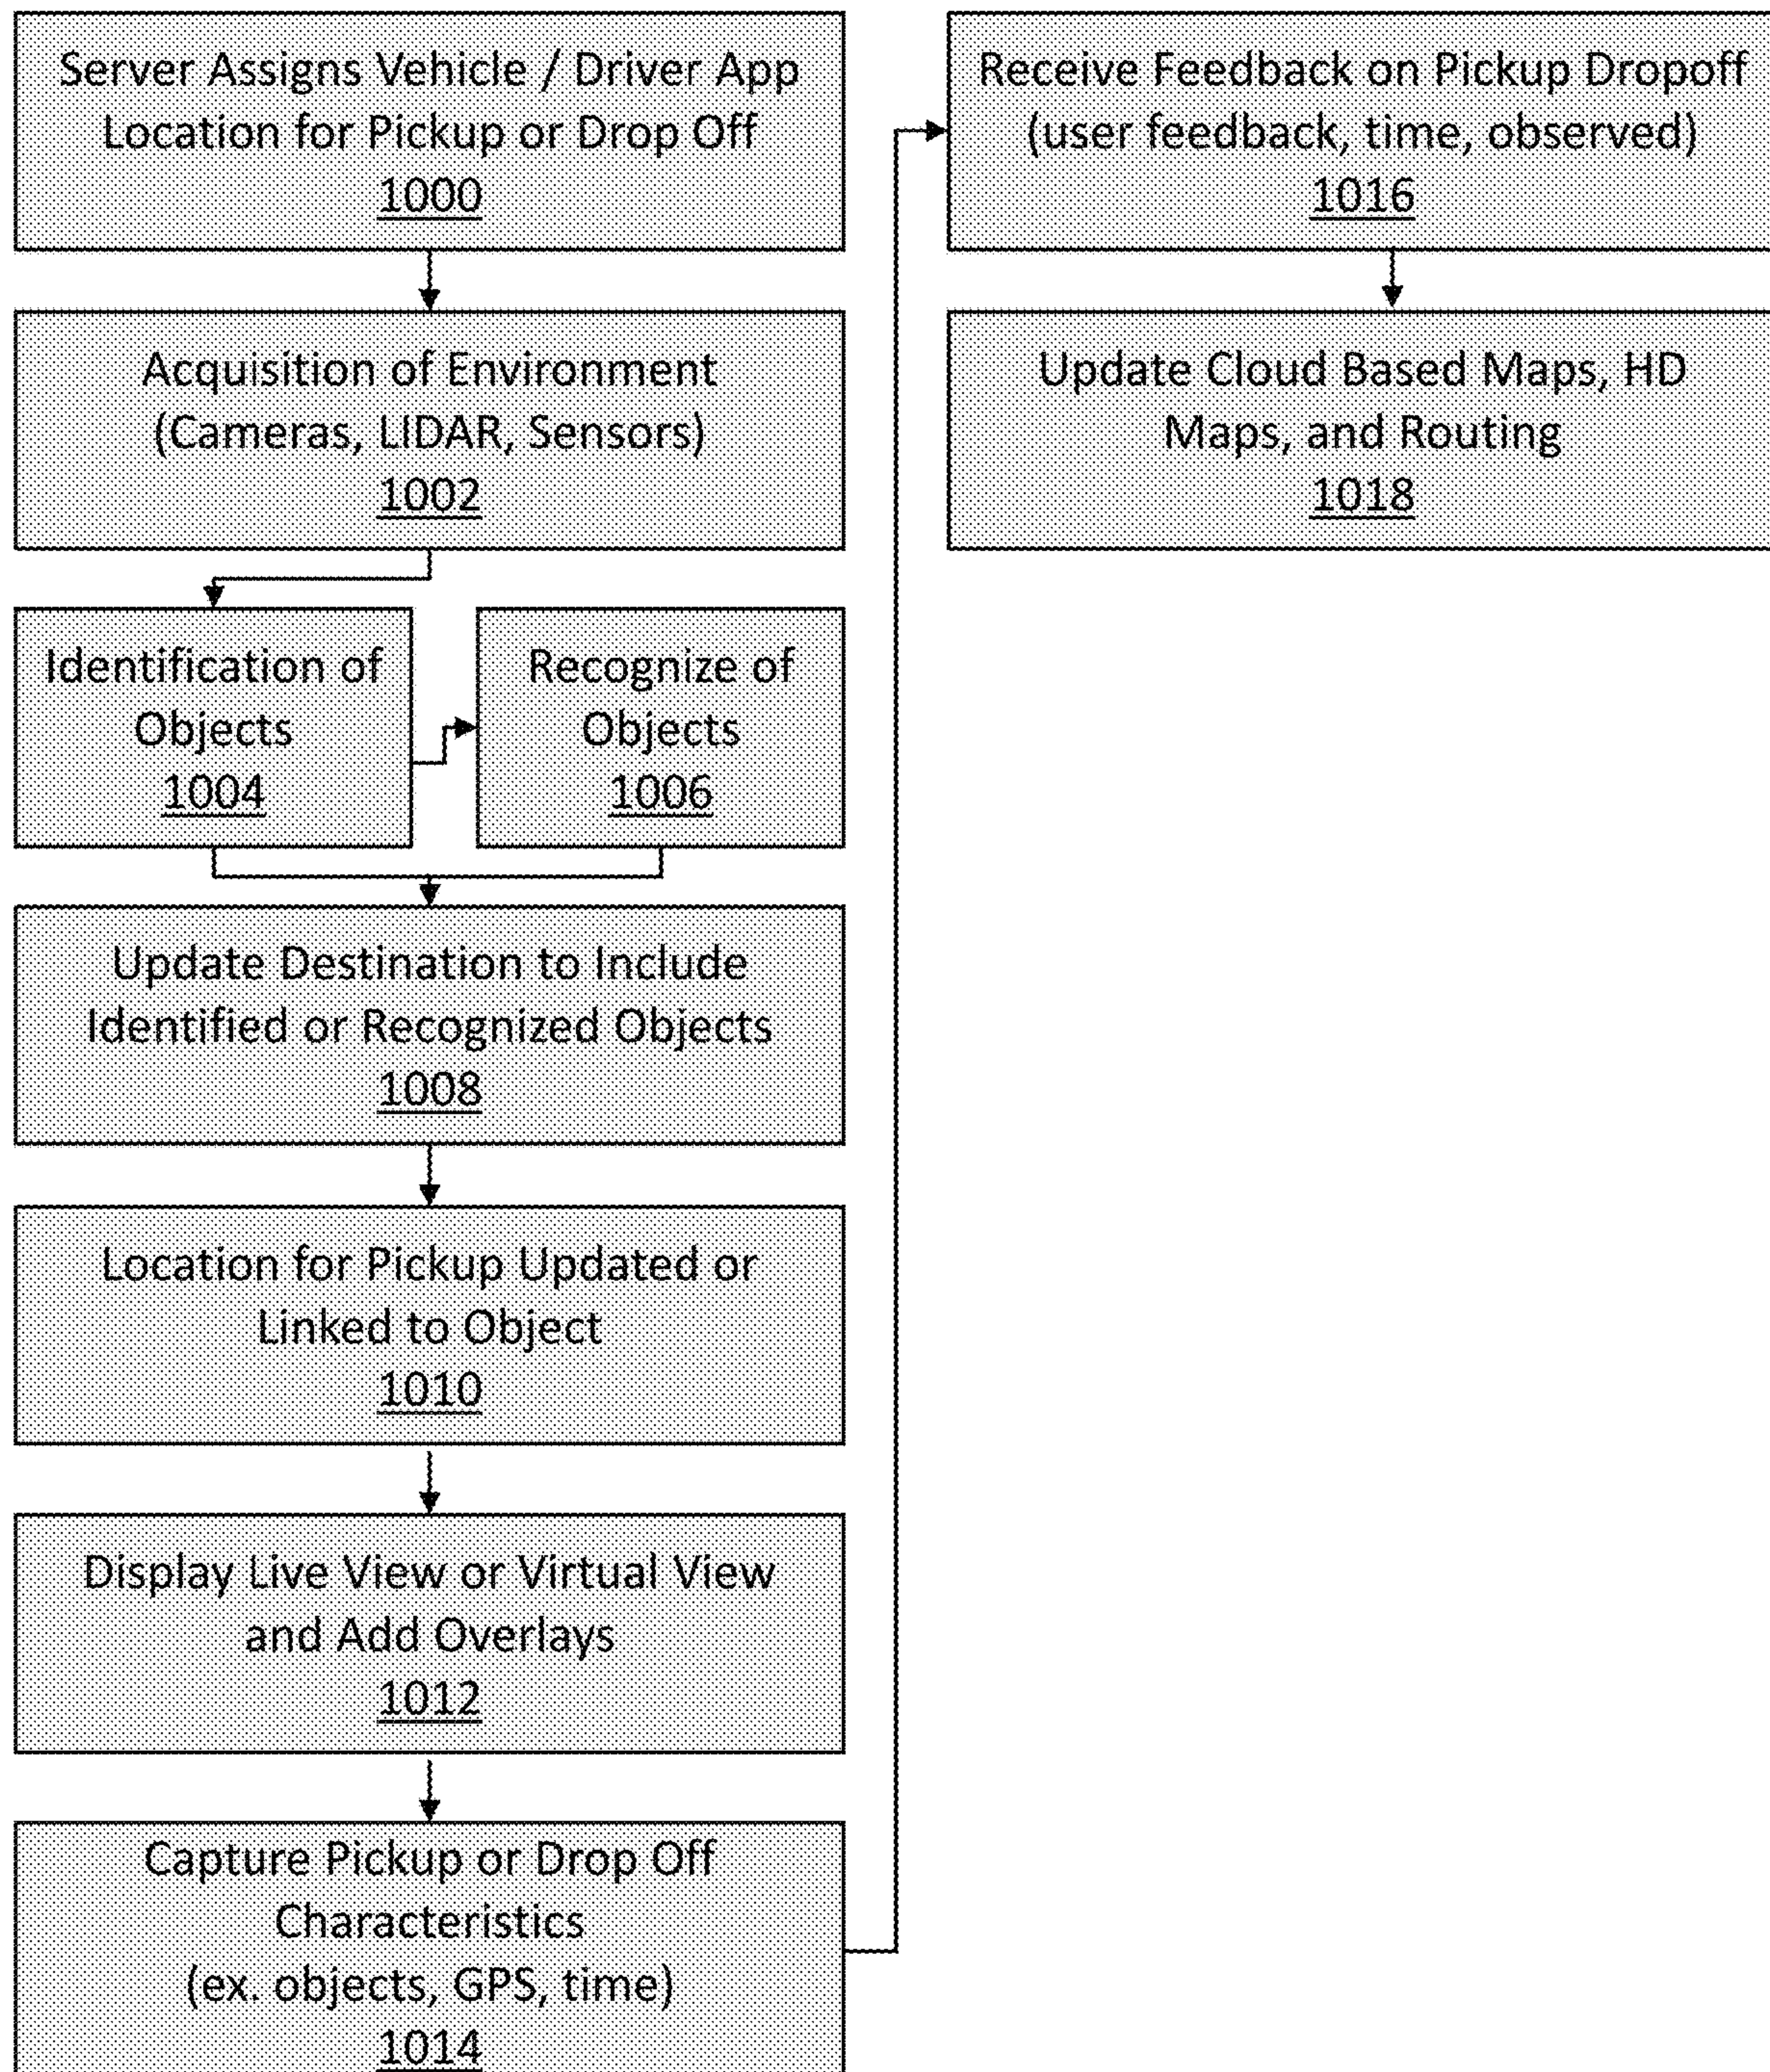 Server Assigns Vehicle / Driver App
Location for Pickup or Drop Off
1000
Acquisition of Environment
(Cameras, LIDAR, Sensors)
1002
Identification of
Objects
1004
Recognize of
Objects
1006
Update Destination to Include
Identified or Recognized Objects
1008
Location for Pickup Updated or
Linked to Object
1010
Display Live View or Virtual View
and Add Overlays
1012
Capture Pickup or Drop Off
Characteristics
(ex. objects, GPS, time)
1014
Receive Feedback on Pickup Dropoff
(user feedback, time, observed)
1016
Update Cloud Based Maps, HD
Maps, and Routing
1018